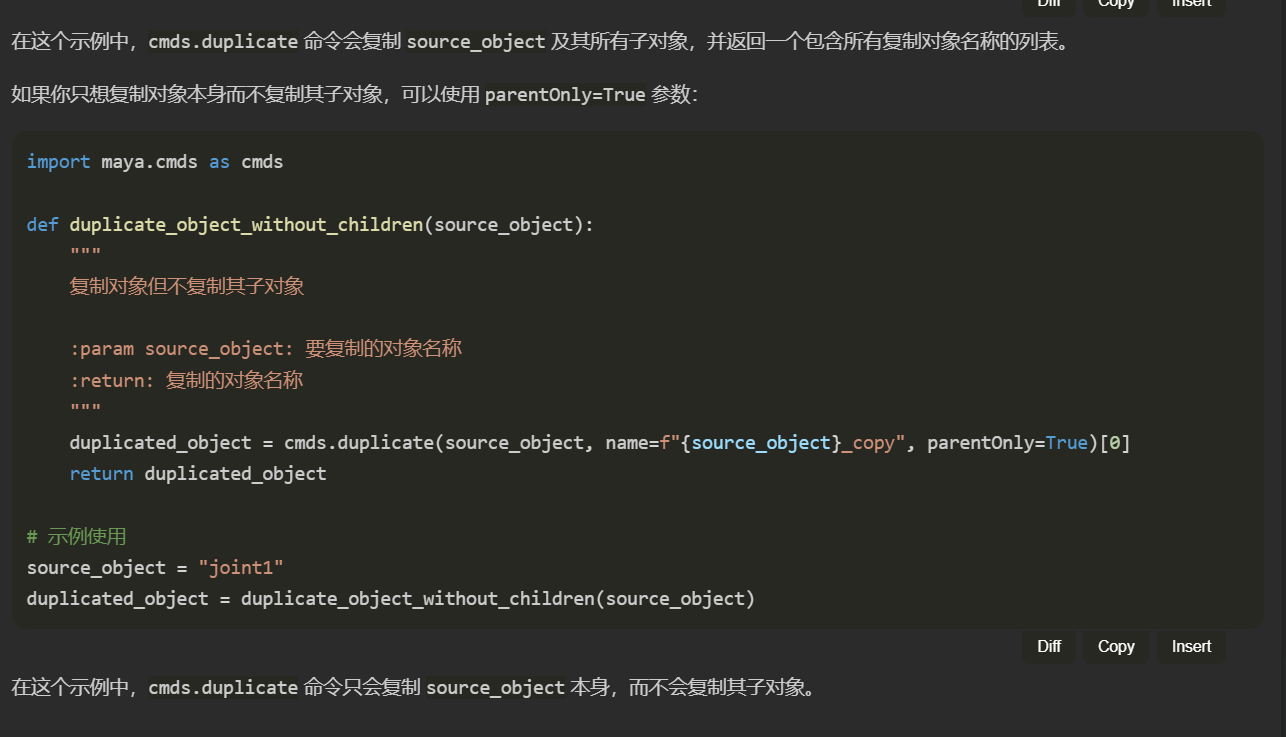 Diff Copy Insert
在这个示例中，cmds.duplicate 命令会复制 source_object 及其所有子对象，并返回一个包含所有复制对象名称的列表。
如果你只想复制对象本身而不复制其子对象，可以使用 parentOnly=True 参数：
import maya.cmds as cmds
def duplicate_object_without_children(source_object):
    """
    复制对象但不复制其子对象
    :param source_object: 要复制的对象名称
    :return: 复制的对象名称
    """
    duplicated_object = cmds.duplicate(source_object, name=f"{source_object}_copy", parentOnly=True)[0]
    return duplicated_object
# 示例使用
source_object = "joint1"
duplicated_object = duplicate_object_without_children(source_object)
Diff Copy Insert
在这个示例中，cmds.duplicate 命令只会复制 source_object 本身，而不会复制其子对象。